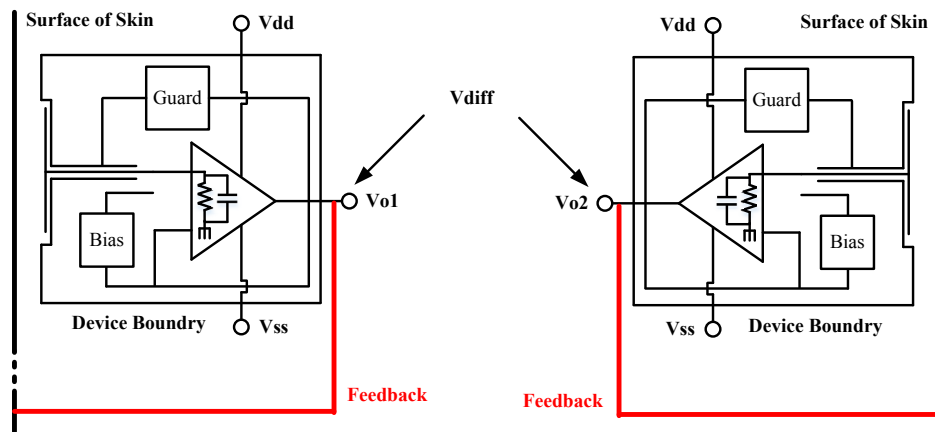 Surface of Skin
Vdd
Guard
Bias
Vo1
Device Boundry
Vss
Feedback
Vdiff
Vdd
Surface of Skin
Guard
Vo2
Bias
Vss
Device Boundry
Feedback